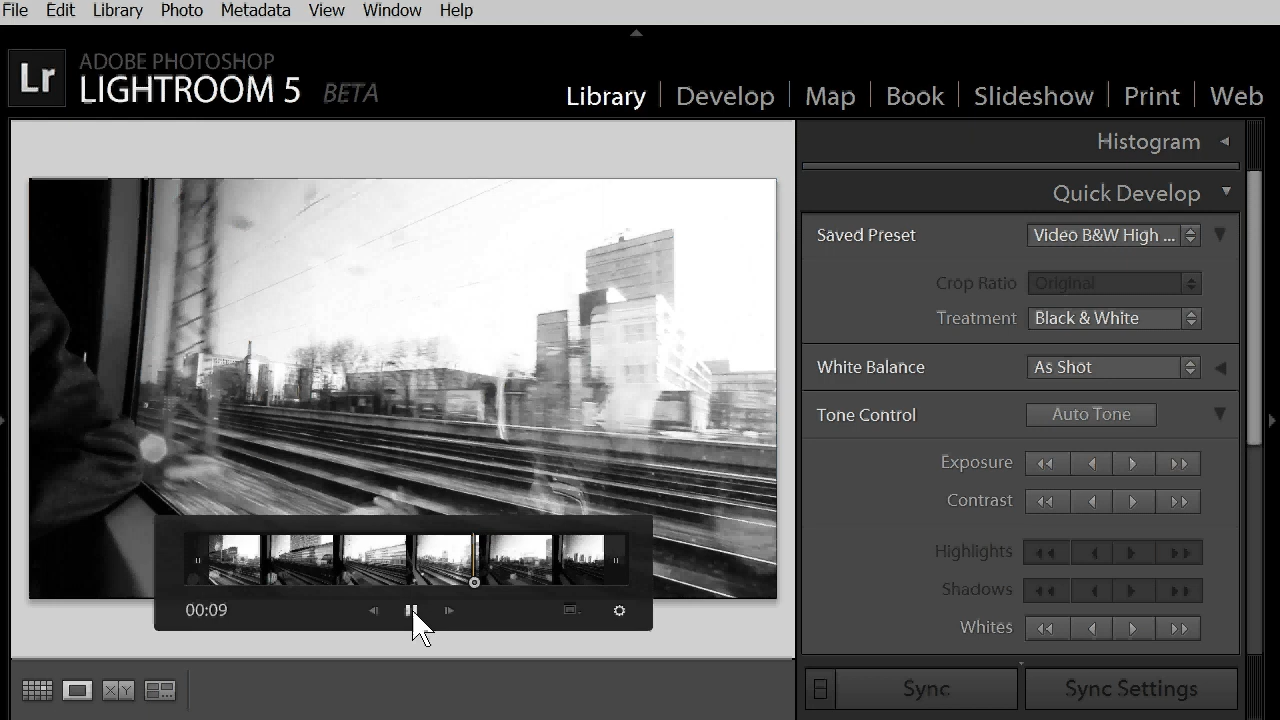 File Edit Library Photo Metadata View Window Help
Lr ADOBE PHOTOSHOP
LIGHTROOM 5 BETA
Library Develop Map Book Slideshow Print Web
Histogram
Quick Develop
Saved Preset Video B&W High ...
Crop Ratio Original
Treatment Black & White
White Balance As Shot
Tone Control Auto Tone
Exposure
Contrast
Highlights
Shadows
Whites
00:09
XY
Sync Sync Settings